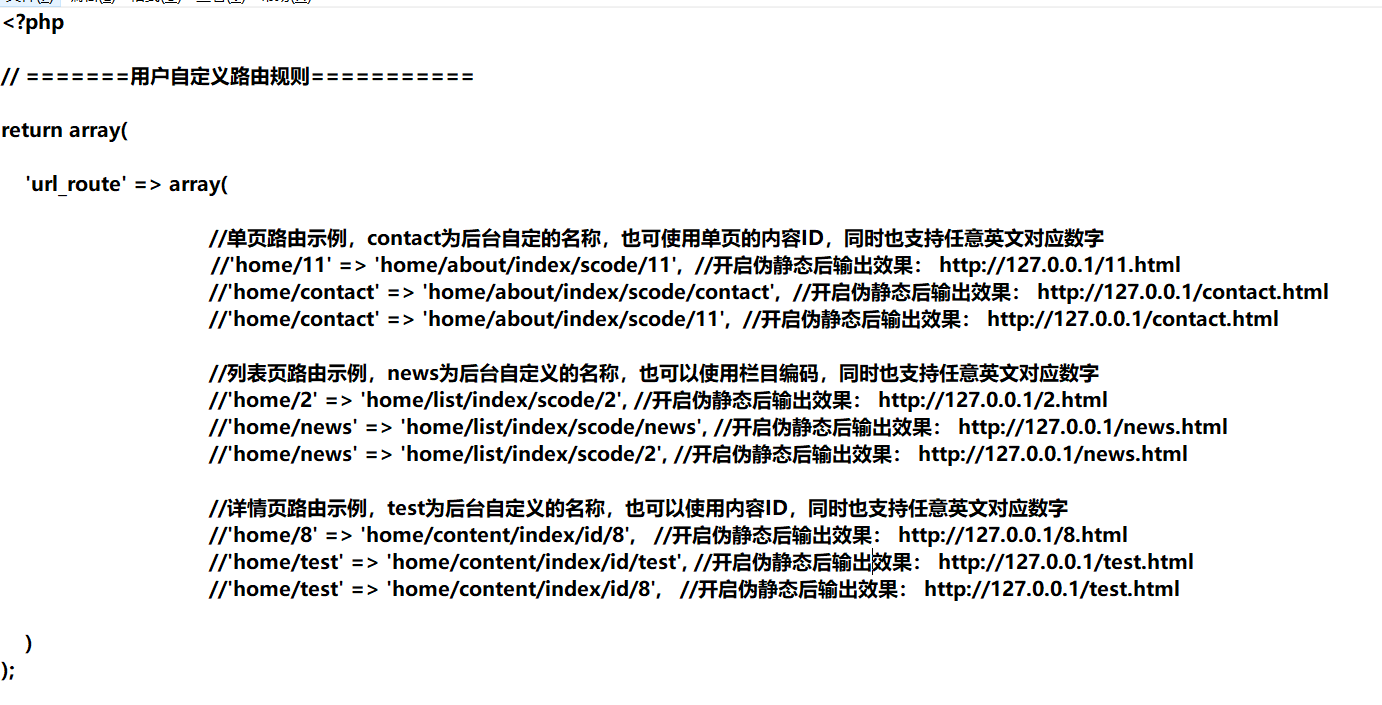 <?php
// =======用户自定义路由规则===========
return array(
'url_route' => array(
//单页路由示例，contact为后台自定的名称，也可使用单页的内容ID，同时也支持任意英文对应数字
//'home/11' => 'home/about/index/scode/11', //开启伪静态后输出效果： http://127.0.0.1/11.html
//'home/contact' => 'home/about/index/scode/contact', //开启伪静态后输出效果： http://127.0.0.1/contact.html
//'home/contact' => 'home/about/index/scode/11', //开启伪静态后输出效果： http://127.0.0.1/contact.html
//列表页路由示例，news为后台自定义的名称，也可以使用栏目编码，同时也支持任意英文对应数字
//'home/2' => 'home/list/index/scode/2', //开启伪静态后输出效果： http://127.0.0.1/2.html
//'home/news' => 'home/list/index/scode/news', //开启伪静态后输出效果： http://127.0.0.1/news.html
//'home/news' => 'home/list/index/scode/2', //开启伪静态后输出效果： http://127.0.0.1/news.html
//详情页路由示例，test为后台自定义的名称，也可以使用内容ID，同时也支持任意英文对应数字
//'home/8' => 'home/content/index/id/8', //开启伪静态后输出效果： http://127.0.0.1/8.html
//'home/test' => 'home/content/index/id/test', //开启伪静态后输出效果： http://127.0.0.1/test.html
//'home/test' => 'home/content/index/id/8', //开启伪静态后输出效果： http://127.0.0.1/test.html
)
);